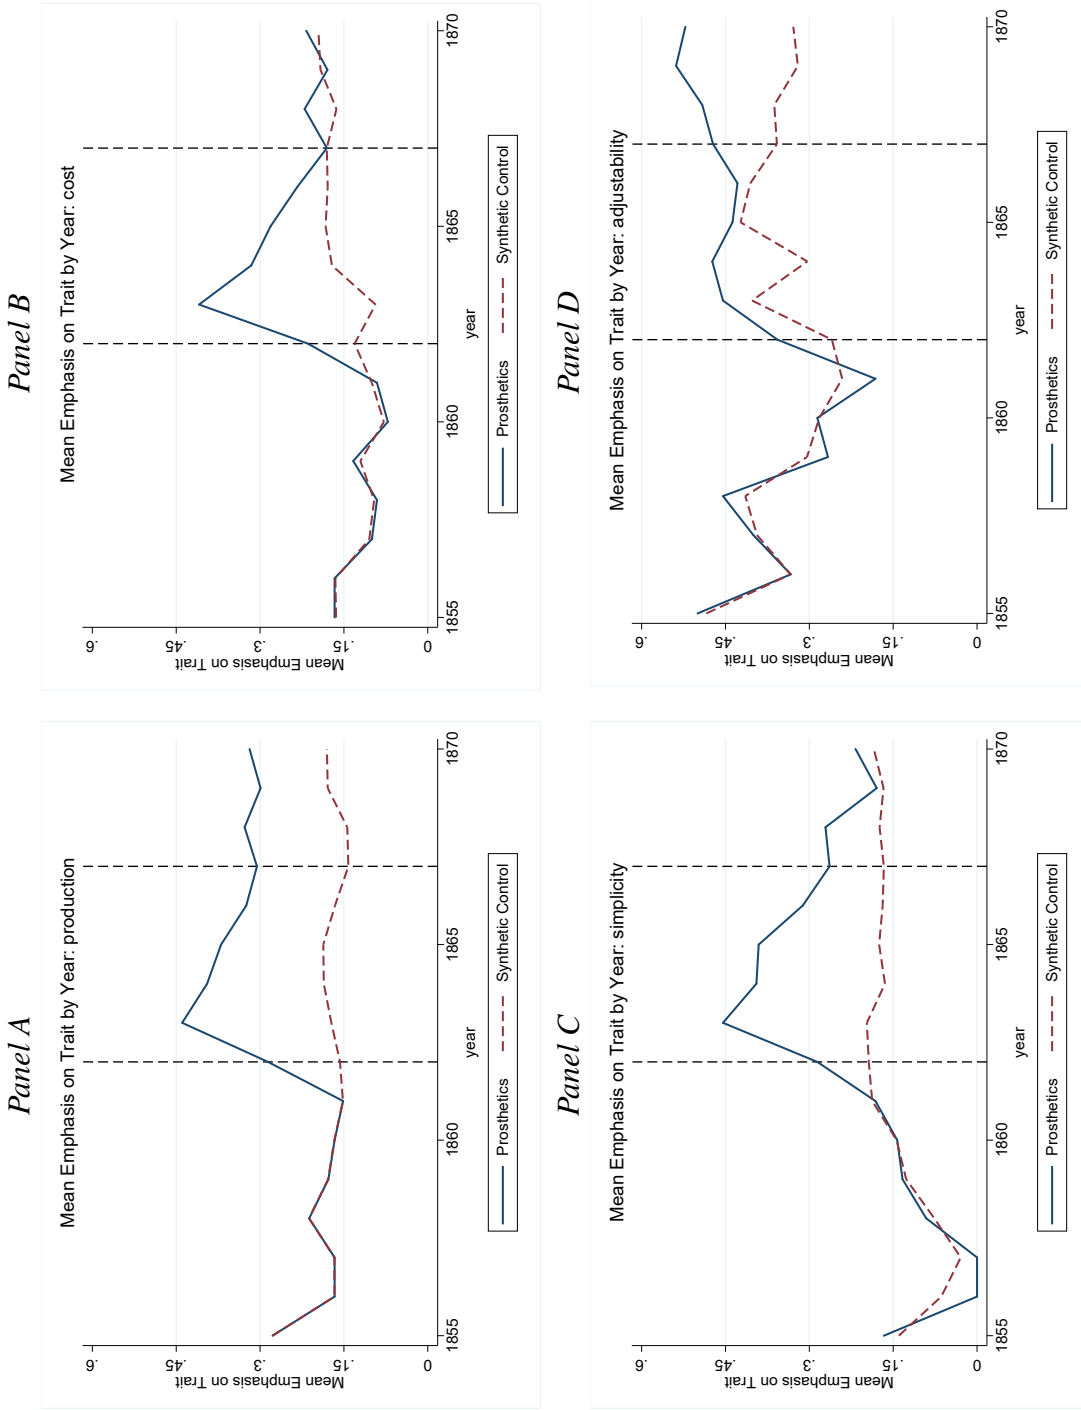 Panel A
Mean Emphasis on Trait by Year: production
Mean Emphasis on Trait
.6
.45
.3
.15
0
1855
1860
1865
1870
year
Prosthetics
Synthetic Control
Panel B
Mean Emphasis on Trait by Year: cost
Mean Emphasis on Trait
.6
.45
.3
.15
0
1855
1860
1865
1870
year
Prosthetics
Synthetic Control
Panel C
Mean Emphasis on Trait by Year: simplicity
Mean Emphasis on Trait
.6
.45
.3
.15
0
1855
1860
1865
1870
year
Prosthetics
Synthetic Control
Panel D
Mean Emphasis on Trait by Year: adjustability
Mean Emphasis on Trait
.6
.45
.3
.15
0
1855
1860
1865
1870
year
Prosthetics
Synthetic Control